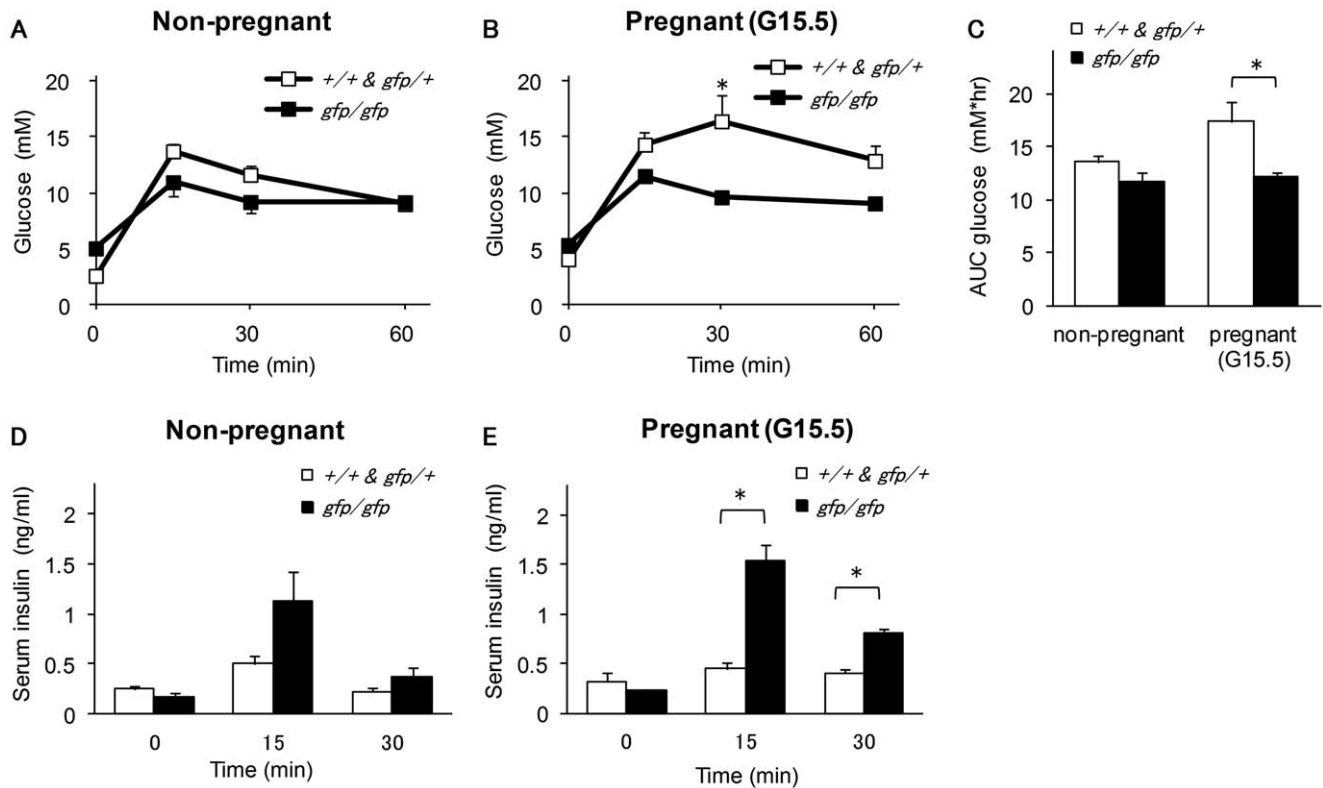 A
Non-pregnant
+/+ & gfp/+
gfp/gfp
Glucose (mM)
20
15
10
5
0
0
30
60
Time (min)
B
Pregnant (G15.5)
+/+ & gfp/+
gfp/gfp
*
Glucose (mM)
20
15
10
5
0
0
30
60
Time (min)
C
+/+ & gfp/+
gfp/gfp
*
AUC glucose (mM*hr)
20
15
10
5
0
non-pregnant
pregnant
(G15.5)
D
Non-pregnant
+/+ & gfp/+
gfp/gfp
Serum insulin (ng/ml)
2
1.5
1
0.5
0
0
15
30
Time (min)
E
Pregnant (G15.5)
+/+ & gfp/+
gfp/gfp
*
*
Serum insulin (ng/ml)
2
1.5
1
0.5
0
0
15
30
Time (min)